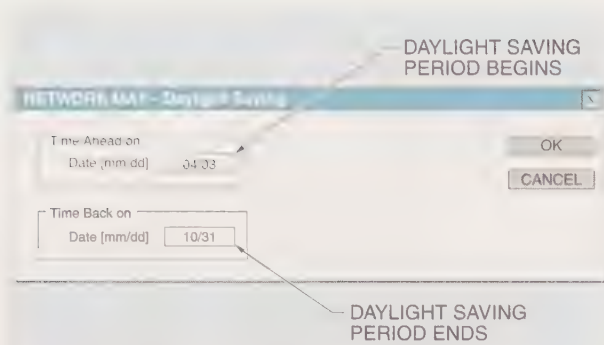 DAYLIGHT SAVING
PERIOD BEGINS
NETWORK MAY - Daylight Saving
X
Time Ahead on
Date [mm dd] 04 03
OK
CANCEL
Time Back on
Date [mm/dd] 10/31
DAYLIGHT SAVING
PERIOD ENDS